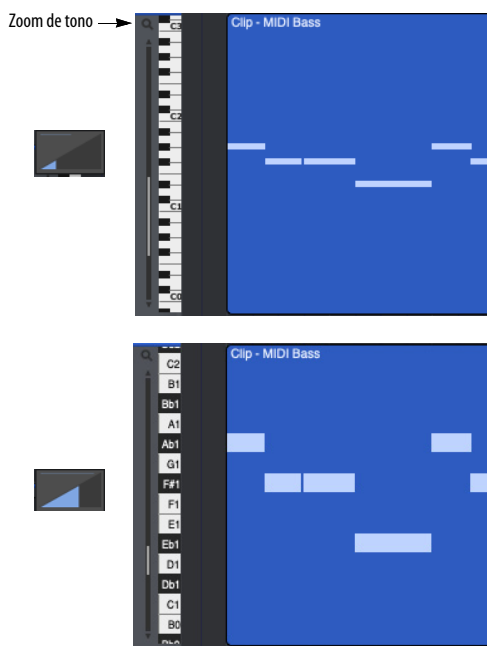 Zoom de tono
C3
Clip - MIDI Bass
C2
C1
C0
Clip - MIDI Bass
C2
B1
Bb1
A1
Ab1
G1
F#1
F1
E1
Eb1
D1
Db1
C1
B0